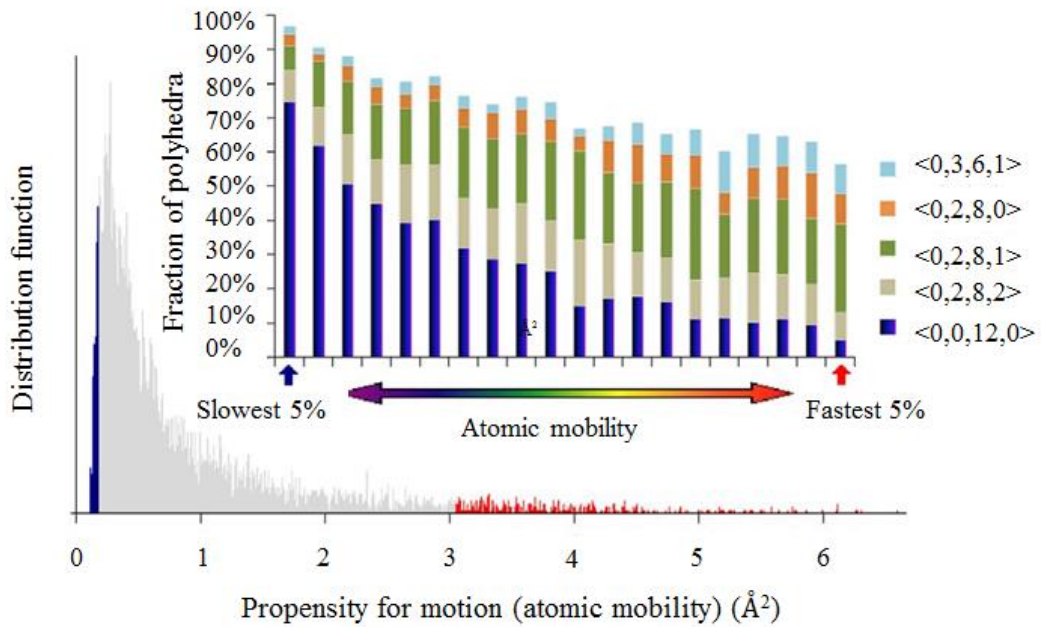 100%
90%
80%
70%
60%
50%
40%
30%
20%
10%
0%
Fraction of polyhedra
Distribution function
<0,3,6,1>
<0,2,8,0>
<0,2,8,1>
<0,2,8,2>
<0,0,12,0>
Å²
Slowest 5%
Fastest 5%
Atomic mobility
0 1 2 3 4 5 6
Propensity for motion (atomic mobility) (Å²)